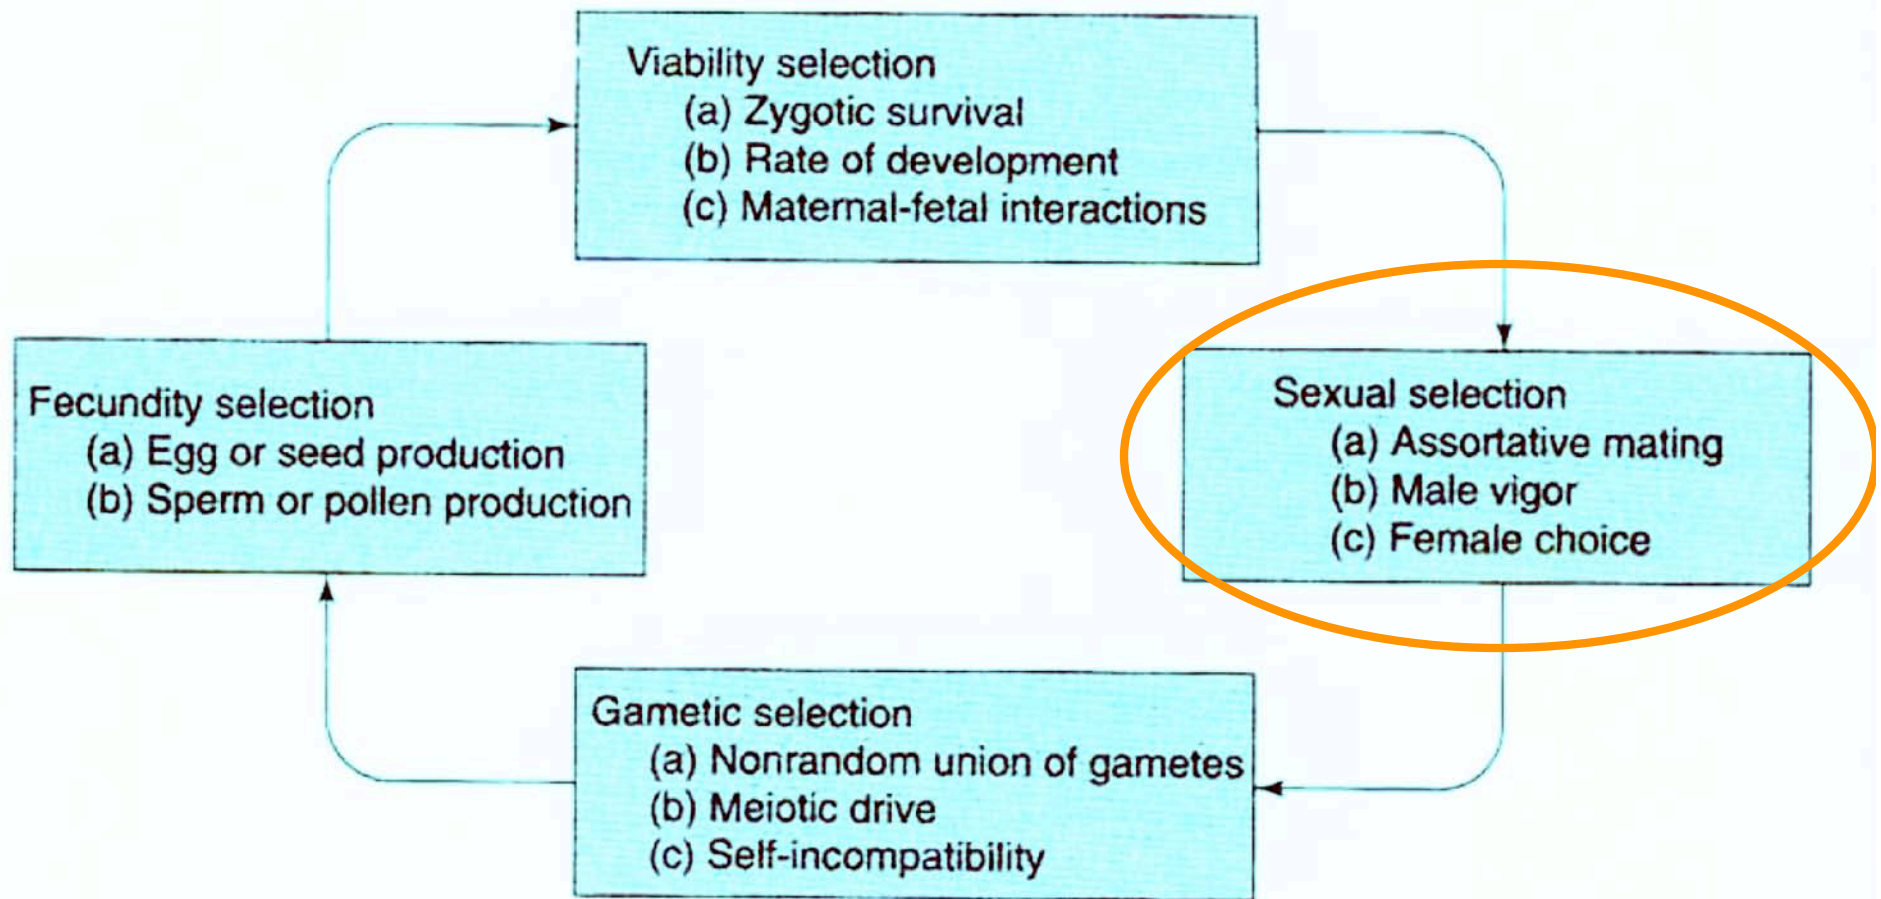 Viability selection
(a) Zygotic survival
(b) Rate of development
(c) Maternal-fetal interactions
Fecundity selection
(a) Egg or seed production
(b) Sperm or pollen production
Sexual selection
(a) Assortative mating
(b) Male vigor
(c) Female choice
Gametic selection
(a) Nonrandom union of gametes
(b) Meiotic drive
(c) Self-incompatibility